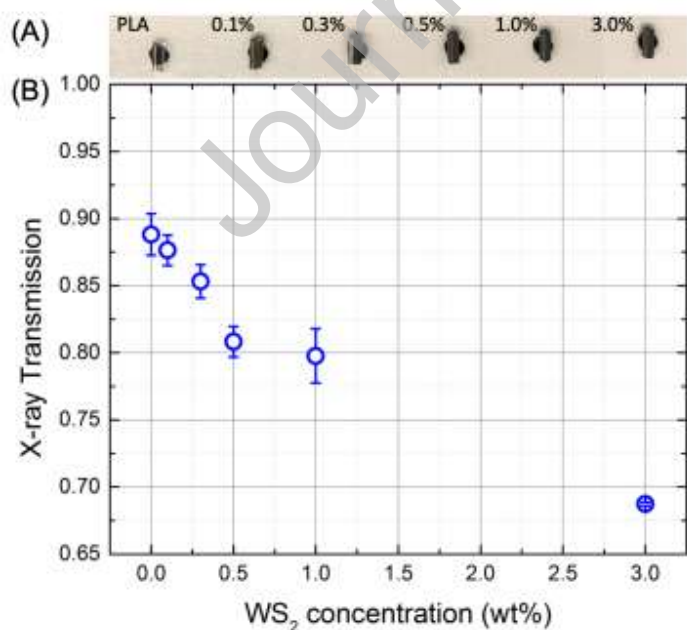 (A) PLA 0.1% 0.3% 0.5% 1.0% 3.0%
(B)
1.00
0.95
0.90
0.85
0.80
0.75
0.70
0.65
X-ray Transmission
0.0 0.5 1.0 1.5 2.0 2.5 3.0
WS₂ concentration (wt%)
Journ